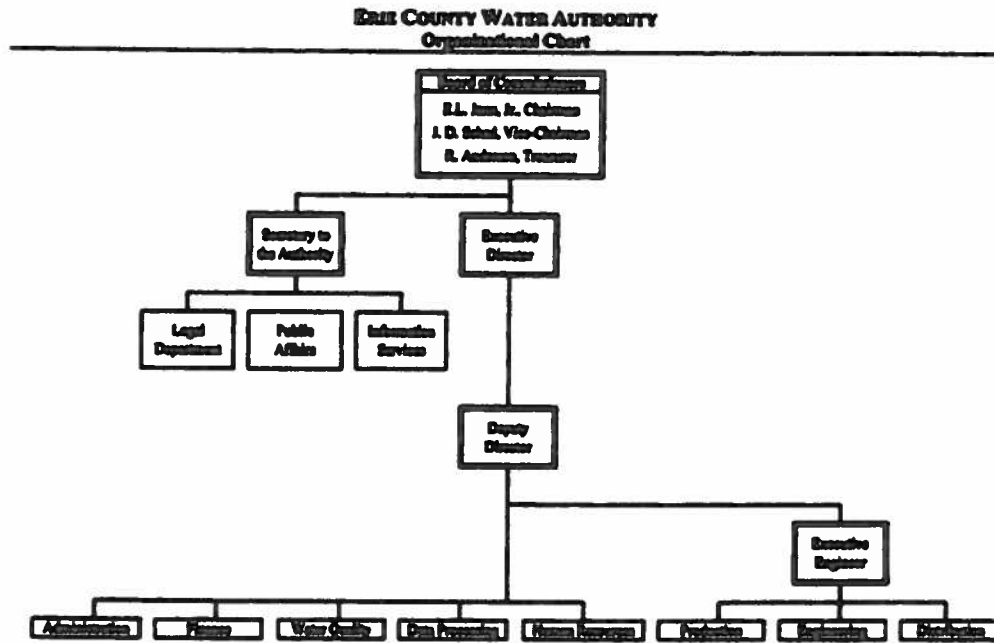 ERIE COUNTY WATER AUTHORITY
Organizational Chart
Board of Commissioners
Jr., Chairman
J. D. Vice-Chairman
R. Treasurer
Secretary to
the Authority
Executive
Director
Legal
Department
Public
Affairs
Information
Services
Deputy
Director
Executive
Engineer
Administration
Finance
Water Quality
Data Processing
Human Resources
Production
Engineering
Distribution